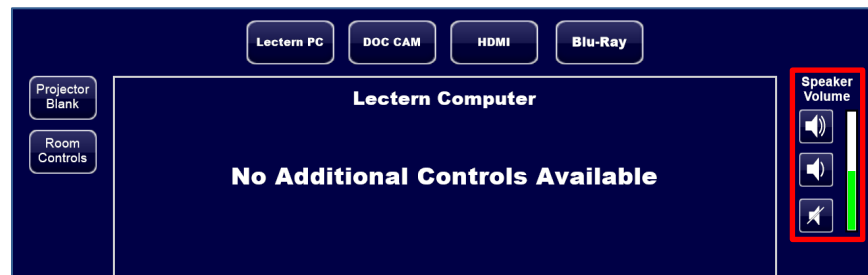 Lectern PC
DOC CAM
HDMI
Blu-Ray
Projector
Blank
Room
Controls
Lectern Computer
No Additional Controls Available
Speaker
Volume